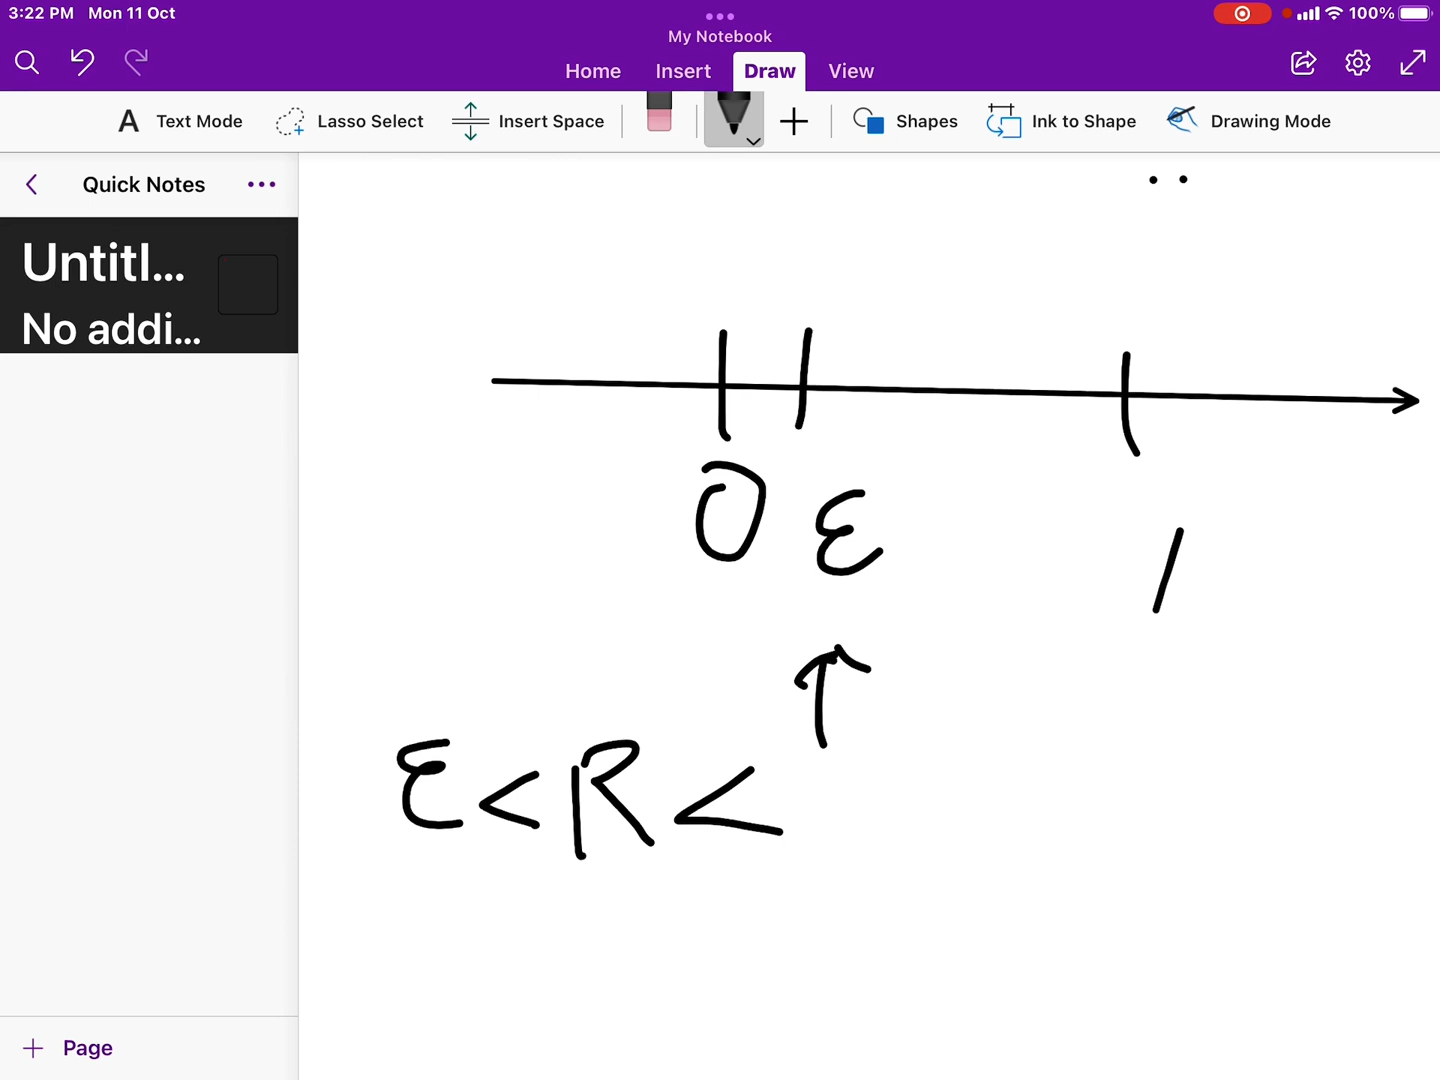 3:22 PM Mon 11 Oct
100%
My Notebook
Home Insert Draw View
Text Mode Lasso Select Insert Space Shapes Ink to Shape Drawing Mode
Quick Notes
Untitl...
No addi...
0 ε 1
ε < R <
Page